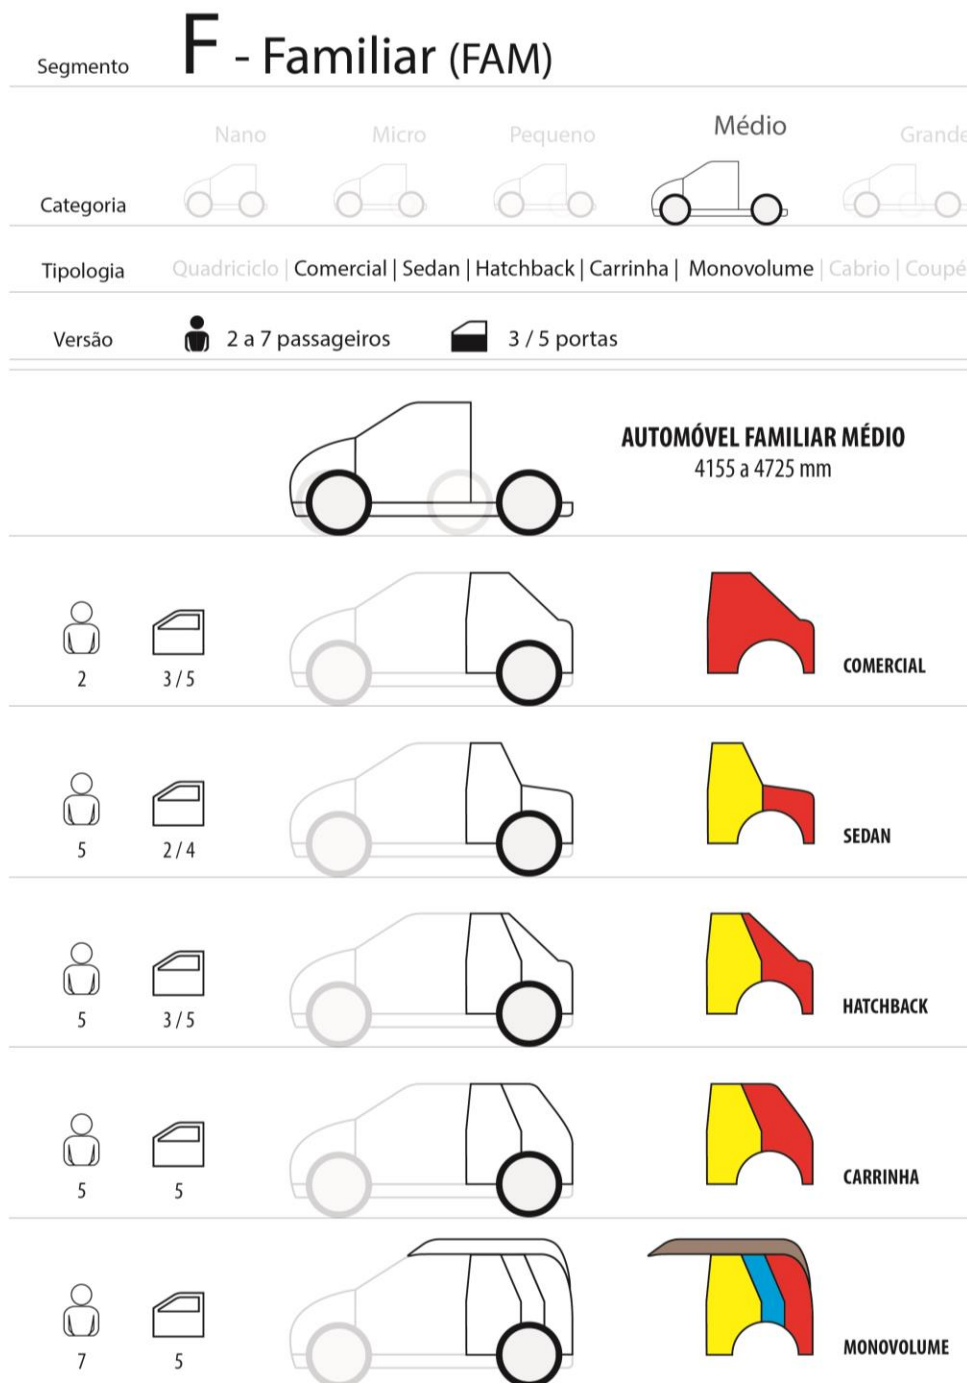 Segmento F - Familiar (FAM)
Nano Micro Pequeno Médio Grande
Categoria
Tipologia Quadriciclo | Comercial | Sedan | Hatchback | Carrinha | Monovolume | Cabrio | Coupé
Versão 2 a 7 passageiros 3 / 5 portas
AUTOMÓVEL FAMILIAR MÉDIO
4155 a 4725 mm
COMERCIAL
2 3 / 5
SEDAN
5 2 / 4
HATCHBACK
5 3 / 5
CARRINHA
5 5
MONOVOLUME
7 5